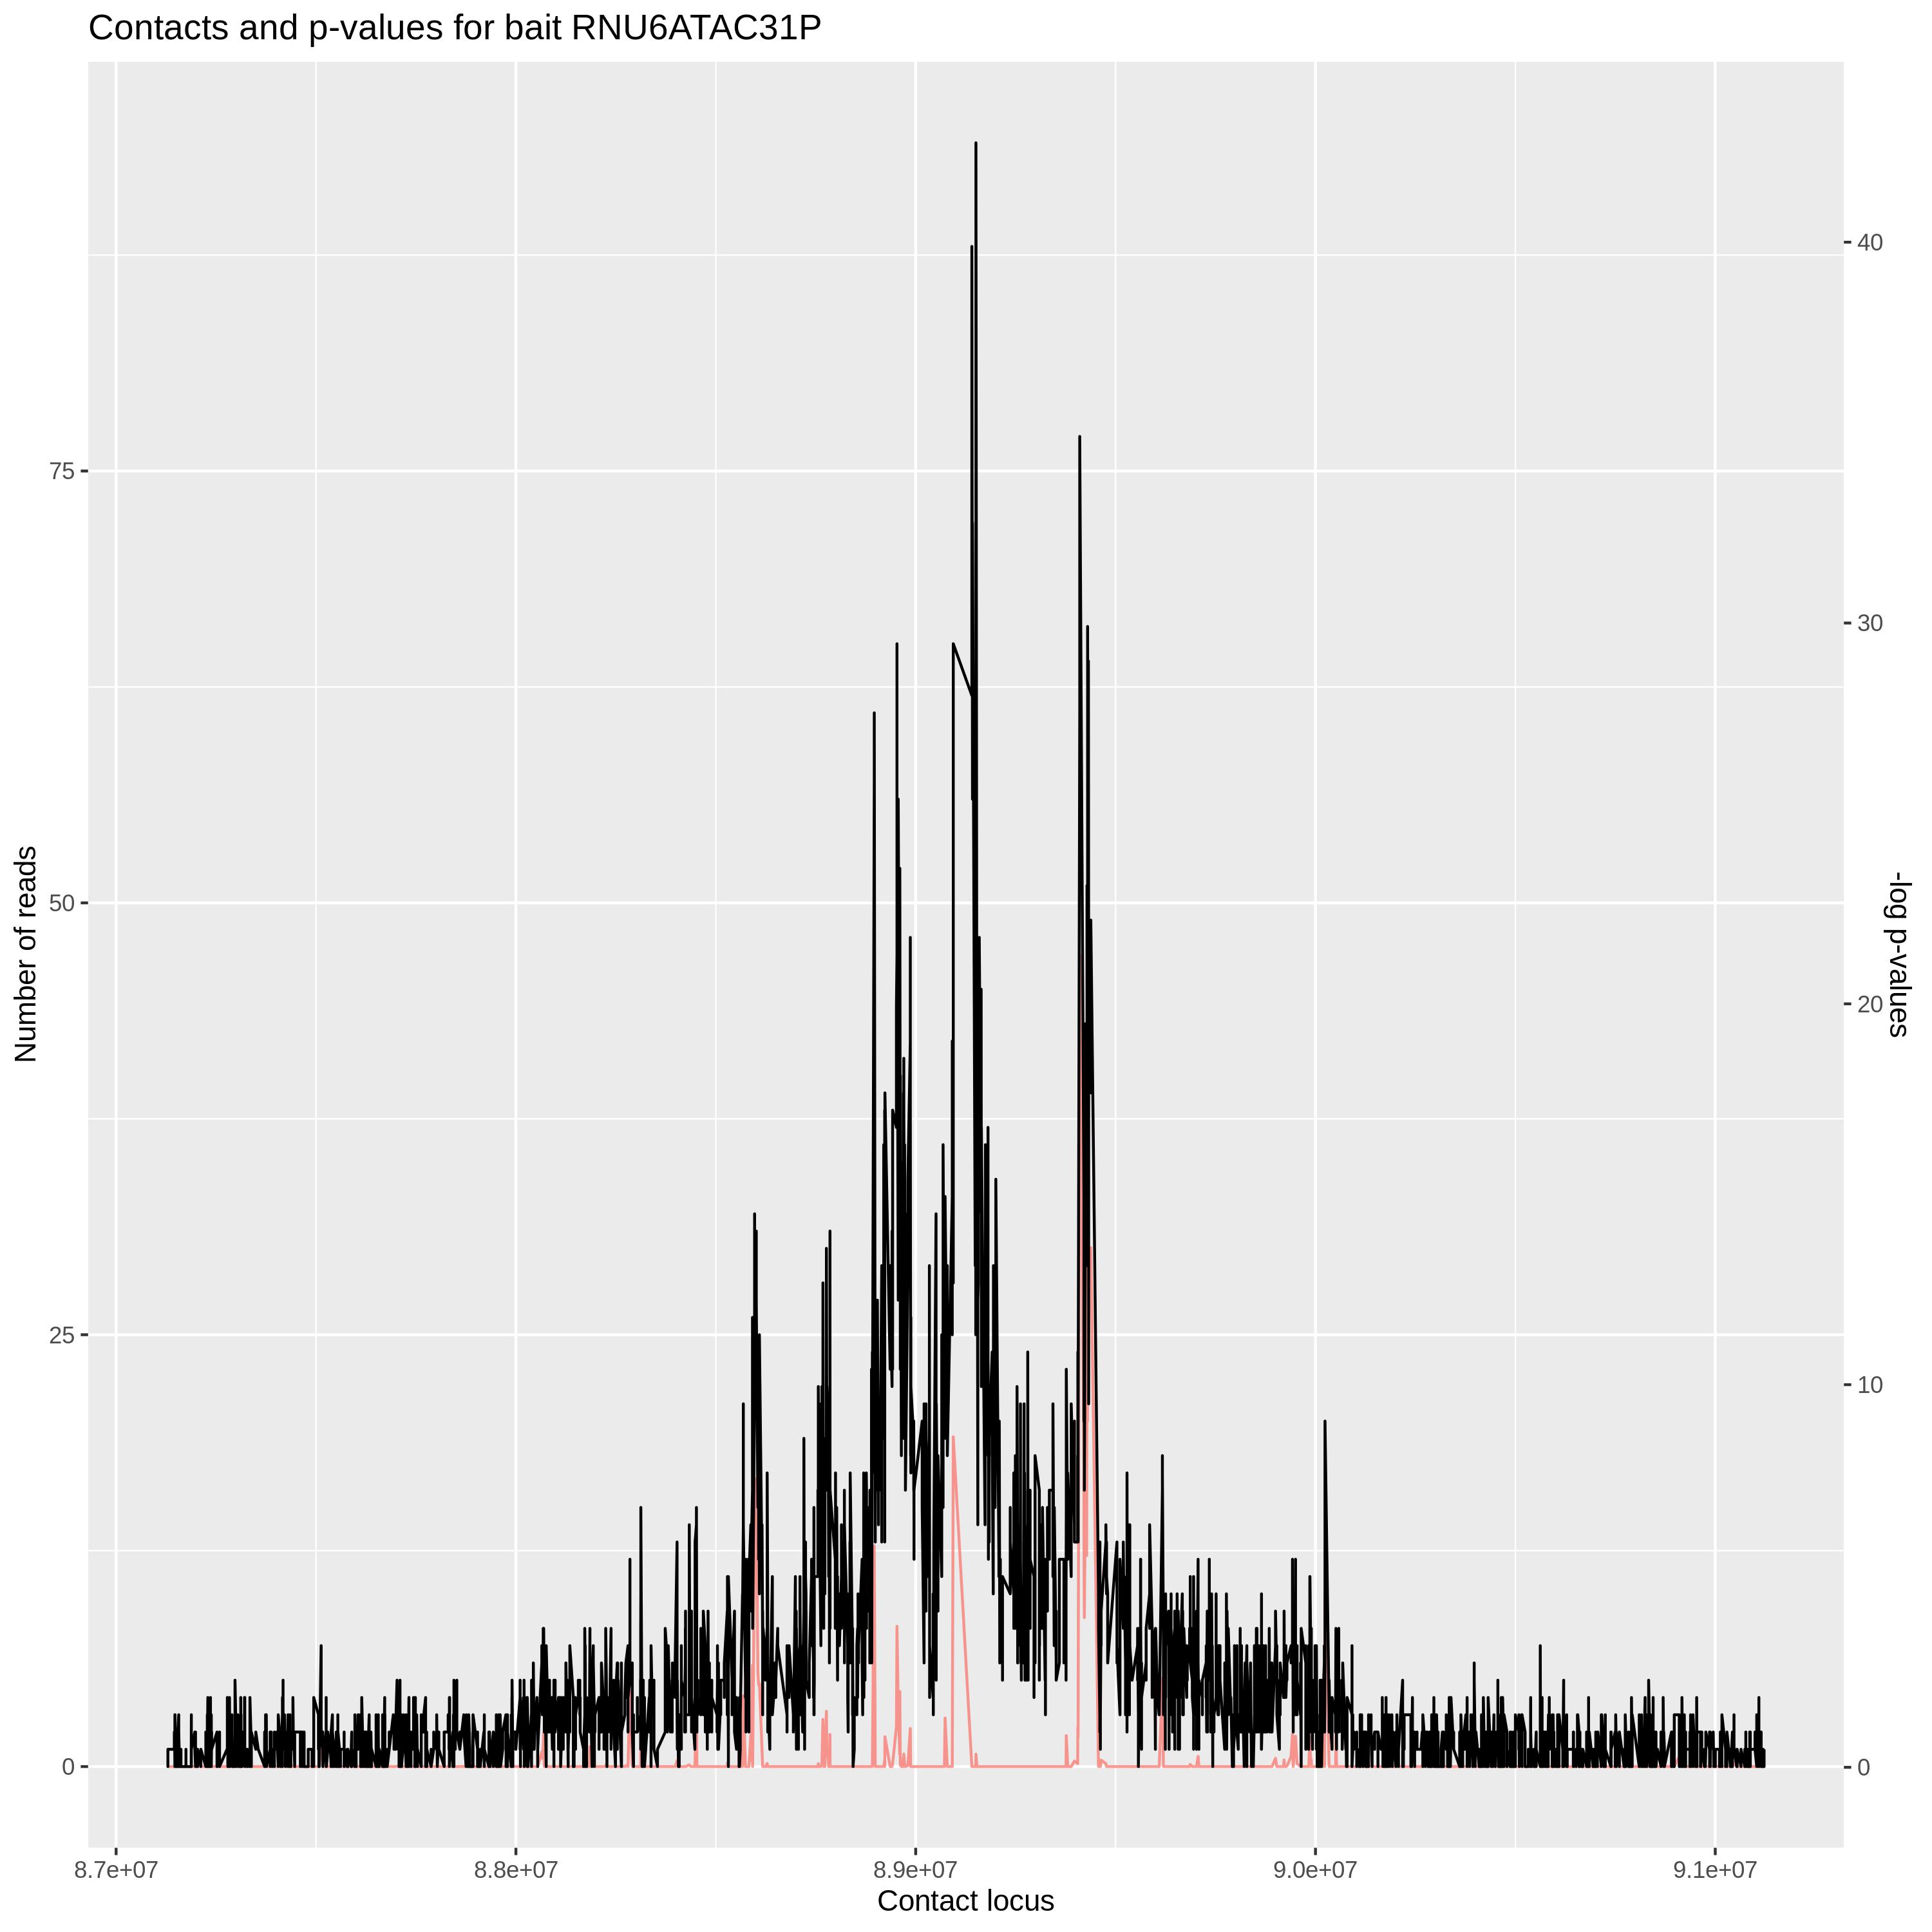 Contacts and p-values for bait RNU6ATAC31P
Number of reads
75
50
25
0
40
30
20
10
0
-log p-values
8.7e+07
8.8e+07
8.9e+07
9.0e+07
9.1e+07
Contact locus